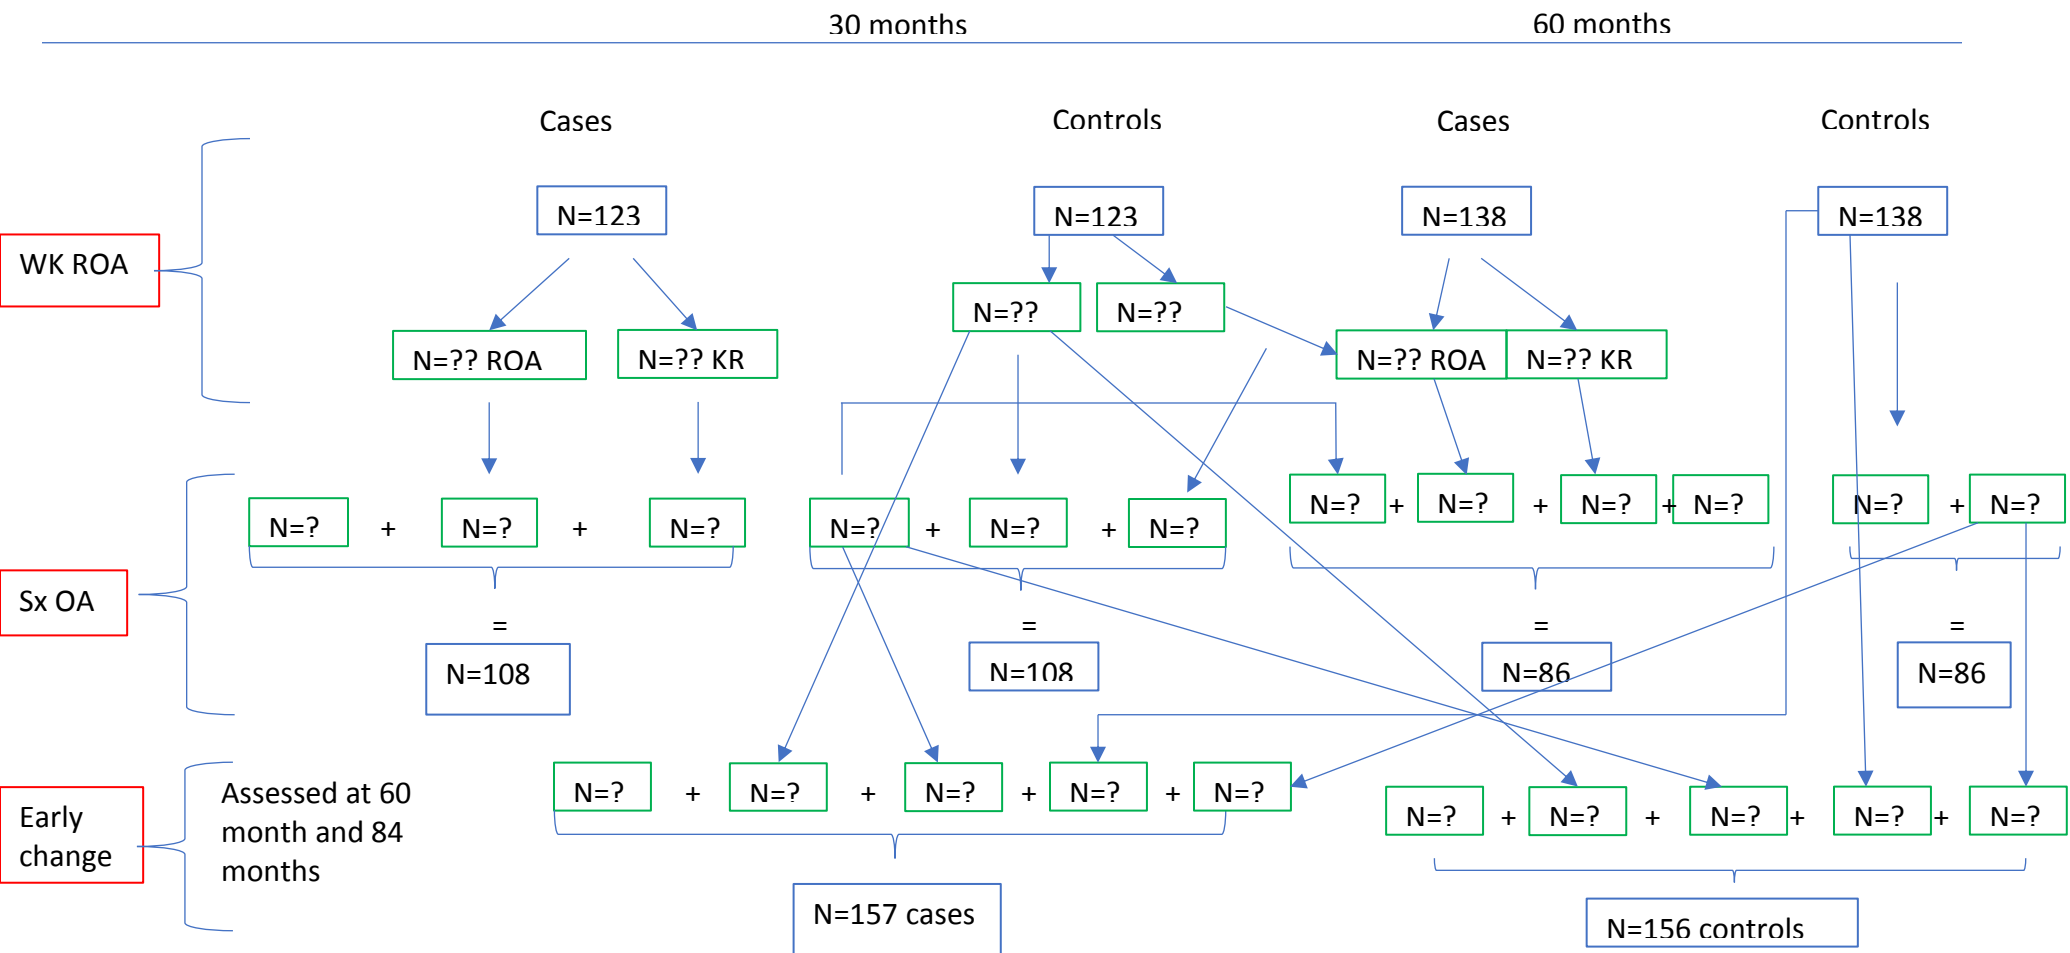 30 months 60 months
Cases Controls Cases Controls
N=123 N=123 N=138 N=138
WK ROA
N=?? N=??
N=?? ROA N=?? KR N=?? ROA N=?? KR
N=? + N=? + N=? N=? + N=? + N=? N=? + N=? + N=? + N=? N=? + N=?
Sx OA
= = = =
N=108 N=108 N=86 N=86
Early
change
Assessed at 60
month and 84
months
N=? + N=? + N=? + N=? + N=?
N=? + N=? + N=? + N=? + N=?
N=157 cases
N=156 controls